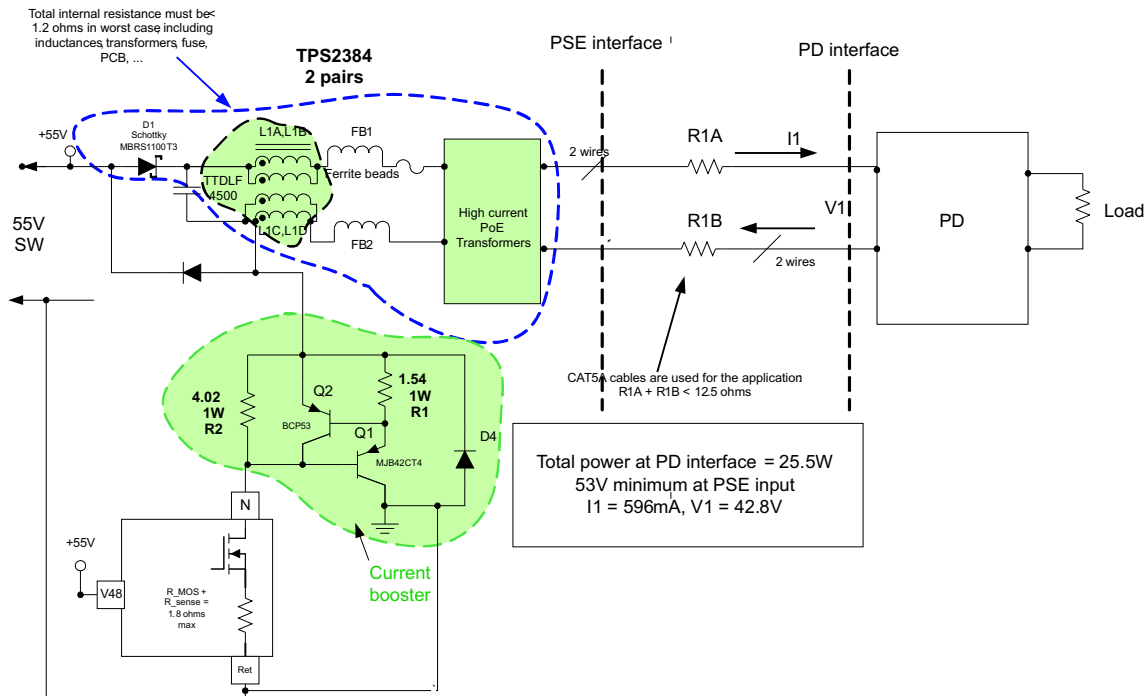 Total internal resistance must be<
1.2 ohms in worst case, including
inductances, transformers, fuse,
PCB, ...
TPS2384
2 pairs
PSE interface
PD interface
D1
Schottky
MBRS1100T3
+55V
L1A,L1B
FB1
Ferrite beads
TTDLF
4500
L1C,L1D
FB2
High current
PoE
Transformers
2 wires
R1A
I1
V1
R1B
2 wires
PD
Load
55V
SW
CAT5A cables are used for the application
R1A + R1B < 12.5 ohms
4.02
1W
R2
Q2
BCP53
1.54
1W
R1
Q1
MJB42CT4
D4
Total power at PD interface = 25.5W
53V minimum at PSE input
I1 = 596mA, V1 = 42.8V
N
+55V
V48
R_MOS +
R_sense =
1.8 ohms
max
Ret
Current
booster